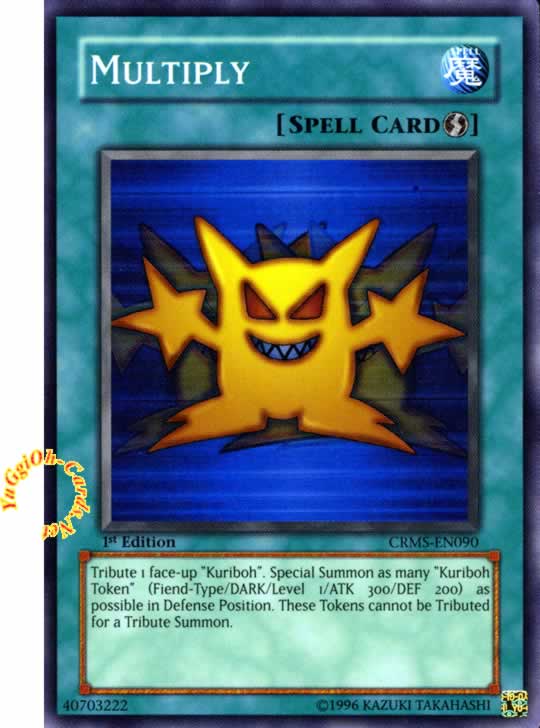 MULTIPLY
SPELL
魔
[SPELL CARD]
YuGgiOh-Cards.Net
1st Edition
CRMS-EN090
Tribute 1 face-up "Kuriboh". Special Summon as many "Kuriboh
Token" (Fiend-Type/DARK/Level 1/ATK 300/DEF 200) as
possible in Defense Position. These Tokens cannot be Tributed
for a Tribute Summon.
40703222
©1996 KAZUKI TAKAHASHI